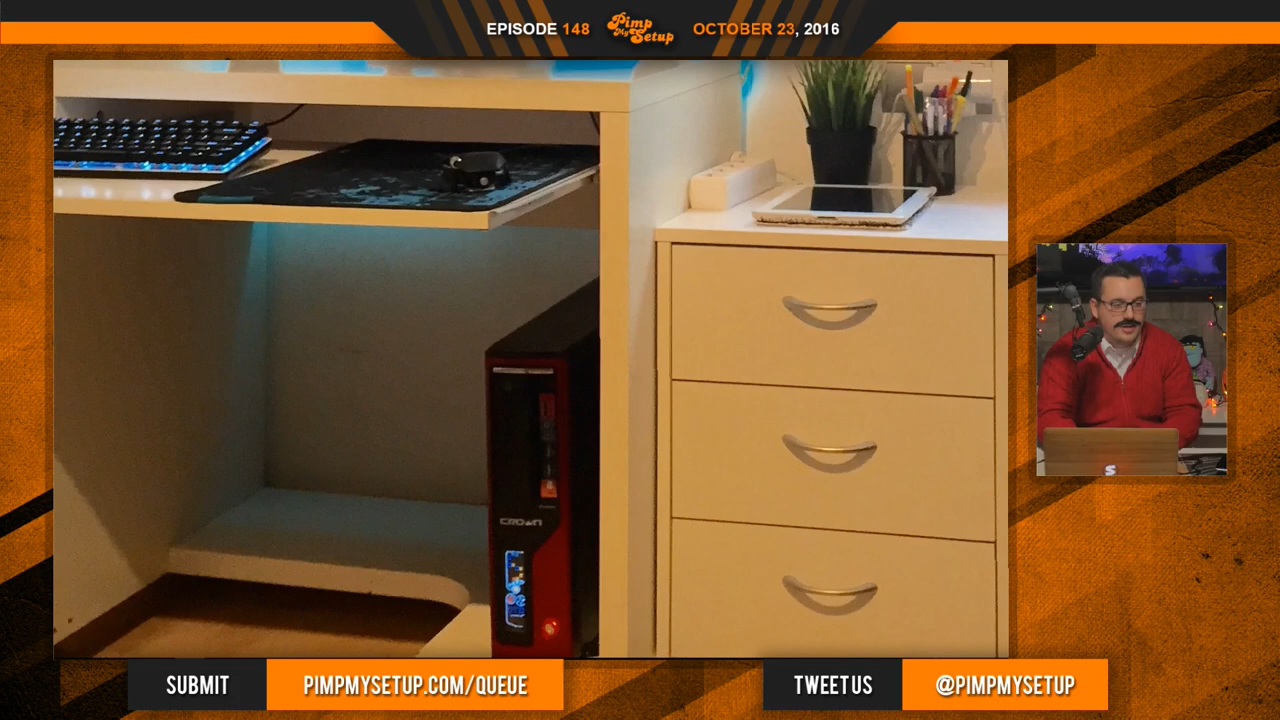 EPISODE 148
Pimp
My
Setup
OCTOBER 23, 2016
CROWN
S
SUBMIT
PIMPMYSETUP.COM/QUEUE
TWEET US
@PIMPMYSETUP